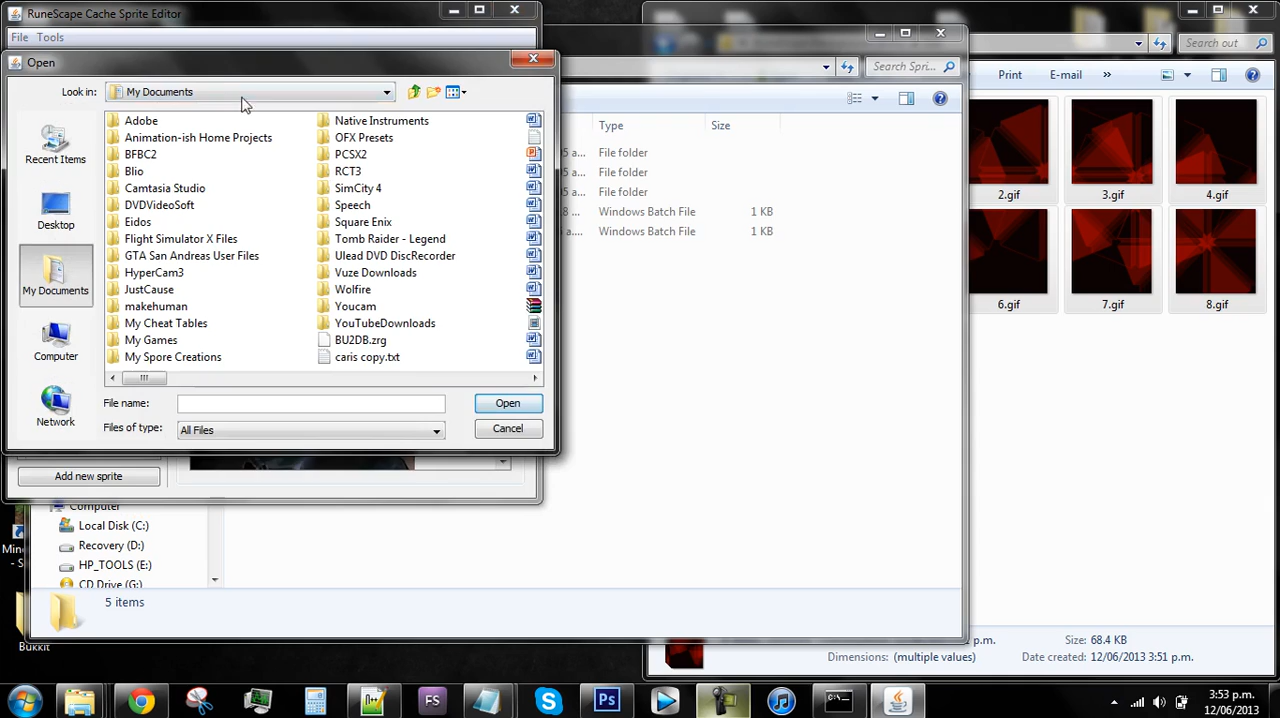 RuneScape Cache Sprite Editor
File Tools
Open
Look in:
My Documents
Recent Items
Desktop
My Documents
Computer
Network
Adobe
Animation-ish Home Projects
BFBC2
Blio
Camtasia Studio
DVDVideoSoft
Eidos
Flight Simulator X Files
GTA San Andreas User Files
HyperCam3
JustCause
makehuman
My Cheat Tables
My Games
My Spore Creations
Native Instruments
OFX Presets
PCSX2
RCT3
SimCity 4
Speech
Square Enix
Tomb Raider - Legend
Ulead DVD DiscRecorder
Vuze Downloads
Wolfire
Youcam
YouTubeDownloads
BU2DB.zrg
caris copy.txt
File name:
Open
Files of type:
All Files
Cancel
Add new sprite
Search Spri...
Type
Size
5 a...
File folder
File folder
5 a...
File folder
8 ...
Windows Batch File
1 KB
a....
Windows Batch File
1 KB
Computer
Local Disk (C:)
Recovery (D:)
HP_TOOLS (E:)
CD Drive (G:)
5 items
Search out
Print
E-mail
»
2.gif
3.gif
4.gif
6.gif
7.gif
8.gif
p.m.
Size: 68.4 KB
Dimensions: (multiple values)
Date created: 12/06/2013 3:51 p.m.
Bukkit
FS
Ps
3:53 p.m.
12/06/2013